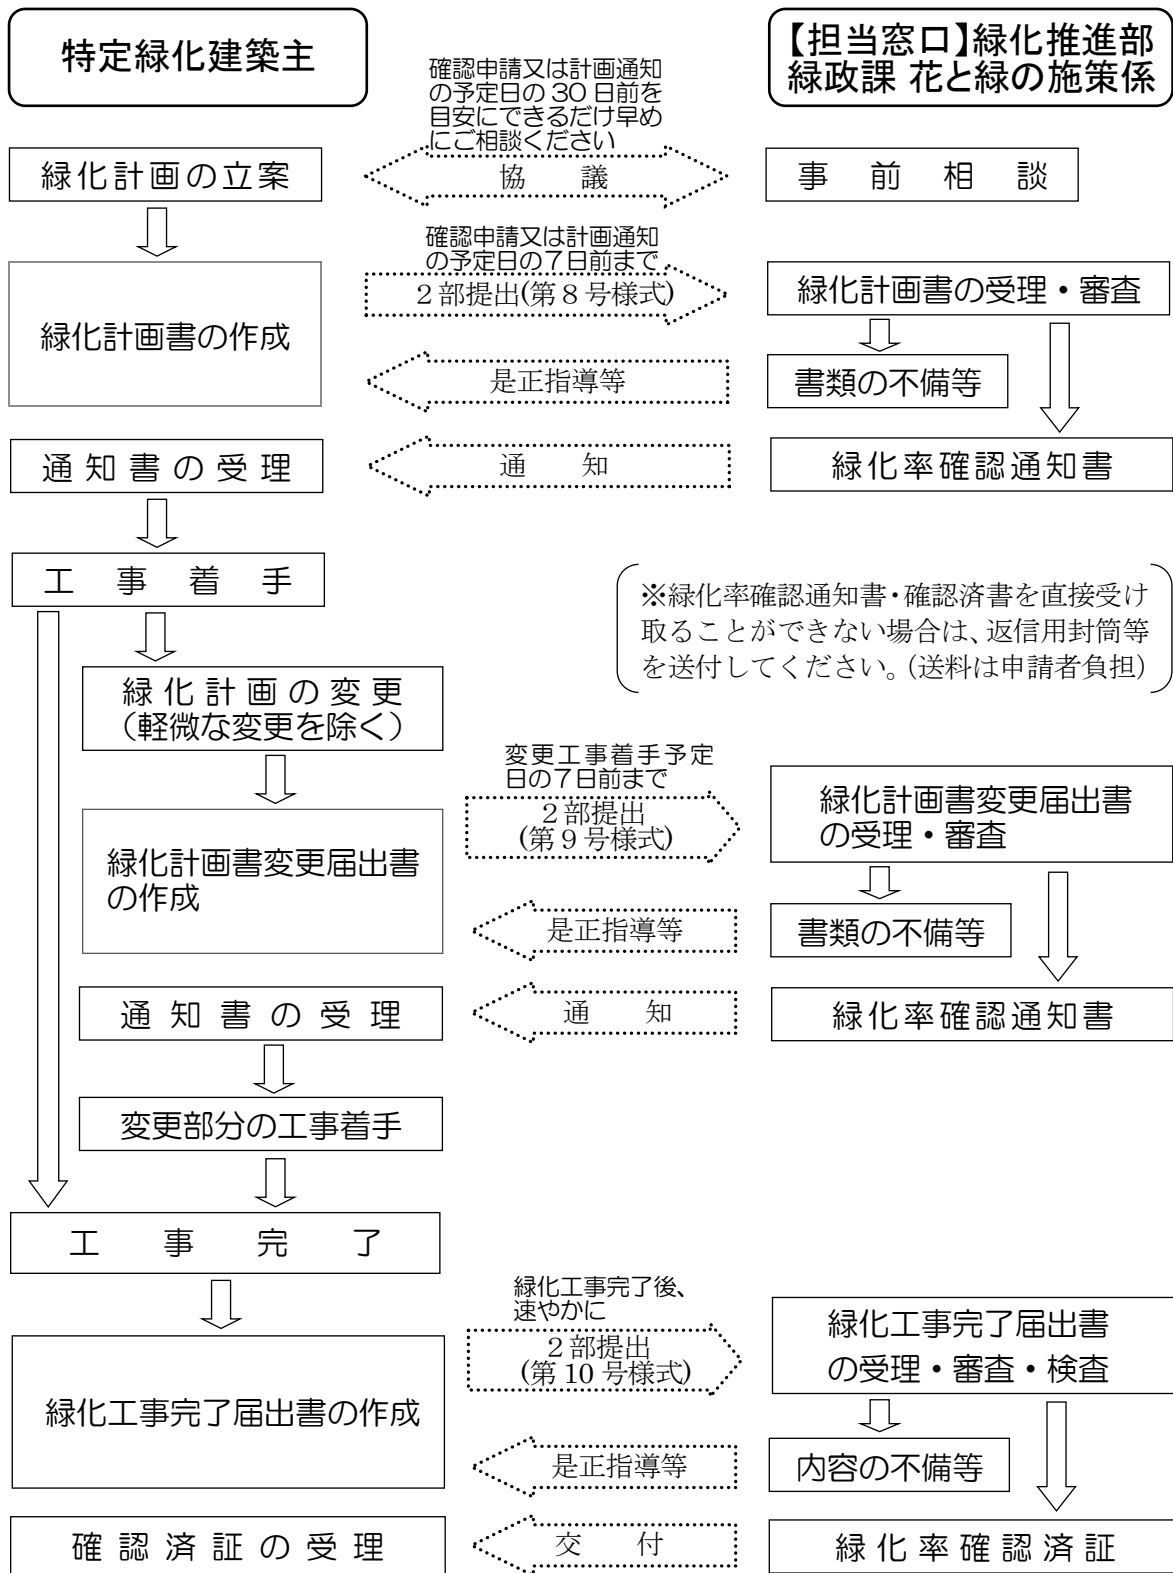 特定緑化建築主
【担当窓口】緑化推進部
緑政課 花と緑の施策係
確認申請又は計画通知
の予定日の30日前を
目安にできるだけ早め
にご相談ください
緑化計画の立案
協議
事前相談
確認申請又は計画通知
の予定日の7日前まで
2部提出(第8号様式)
緑化計画書の受理・審査
緑化計画書の作成
是正指導等
書類の不備等
通知書の受理
通知
緑化率確認通知書
工事着手
※緑化率確認通知書・確認済書を直接受け
取ることができない場合は、返信用封筒等
を送付してください。(送料は申請者負担)
緑化計画の変更
(軽微な変更を除く)
変更工事着手予定
日の7日前まで
2部提出
(第9号様式)
緑化計画書変更届出書
の受理・審査
緑化計画書変更届出書
の作成
是正指導等
書類の不備等
通知書の受理
通知
緑化率確認通知書
変更部分の工事着手
工事完了
緑化工事完了後、
速やかに
2部提出
(第10号様式)
緑化工事完了届出書
の受理・審査・検査
緑化工事完了届出書の作成
是正指導等
内容の不備等
確認済証の受理
交付
緑化率確認済証